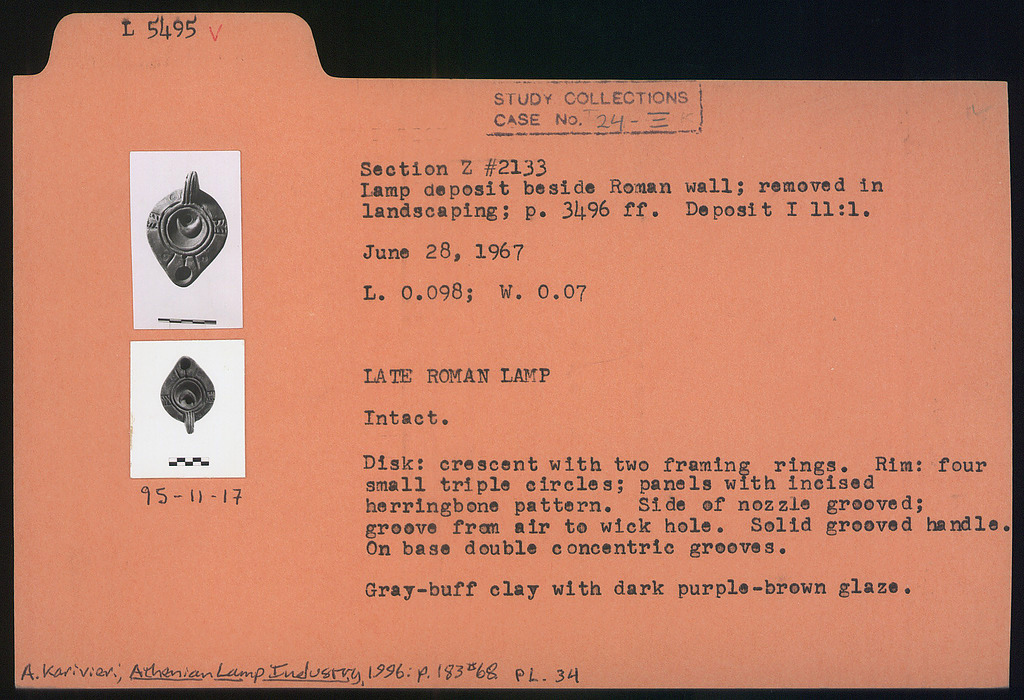 L 5495 V
STUDY COLLECTIONS
CASE No. 24-Ξ
Section Z #2133
Lamp deposit beside Roman wall; removed in
landscaping; p. 3496 ff. Deposit I 11:1.
June 28, 1967
L. 0.098; W. 0.07
LATE ROMAN LAMP
Intact.
Disk: crescent with two framing rings. Rim: four
small triple circles; panels with incised
herringbone pattern. Side of nozzle grooved;
groove from air to wick hole. Solid grooved handle.
On base double concentric grooves.
Gray-buff clay with dark purple-brown glaze.
95-11-17
A. Karivieri, Athenian Lamp Industry, 1996: p. 183 #68 PL. 34